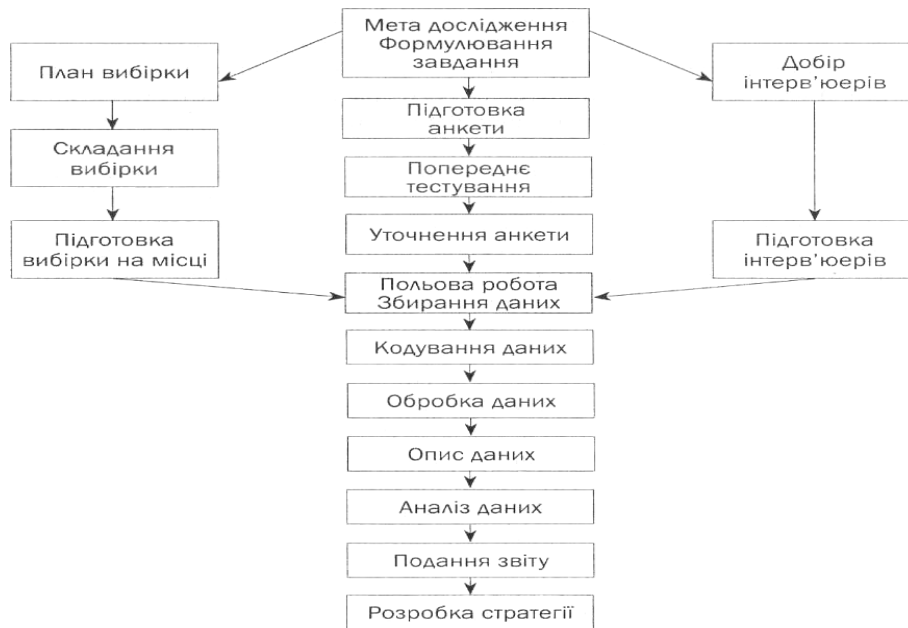 Мета дослідження
Формулювання
завдання
План вибірки
Добір
інтерв’юерів
Підготовка
анкети
Складання
вибірки
Попереднє
тестування
Підготовка
вибірки на місці
Уточнення анкети
Підготовка
інтерв’юерів
Польова робота
Збирання даних
Кодування даних
Обробка даних
Опис даних
Аналіз даних
Подання звіту
Розробка стратегії